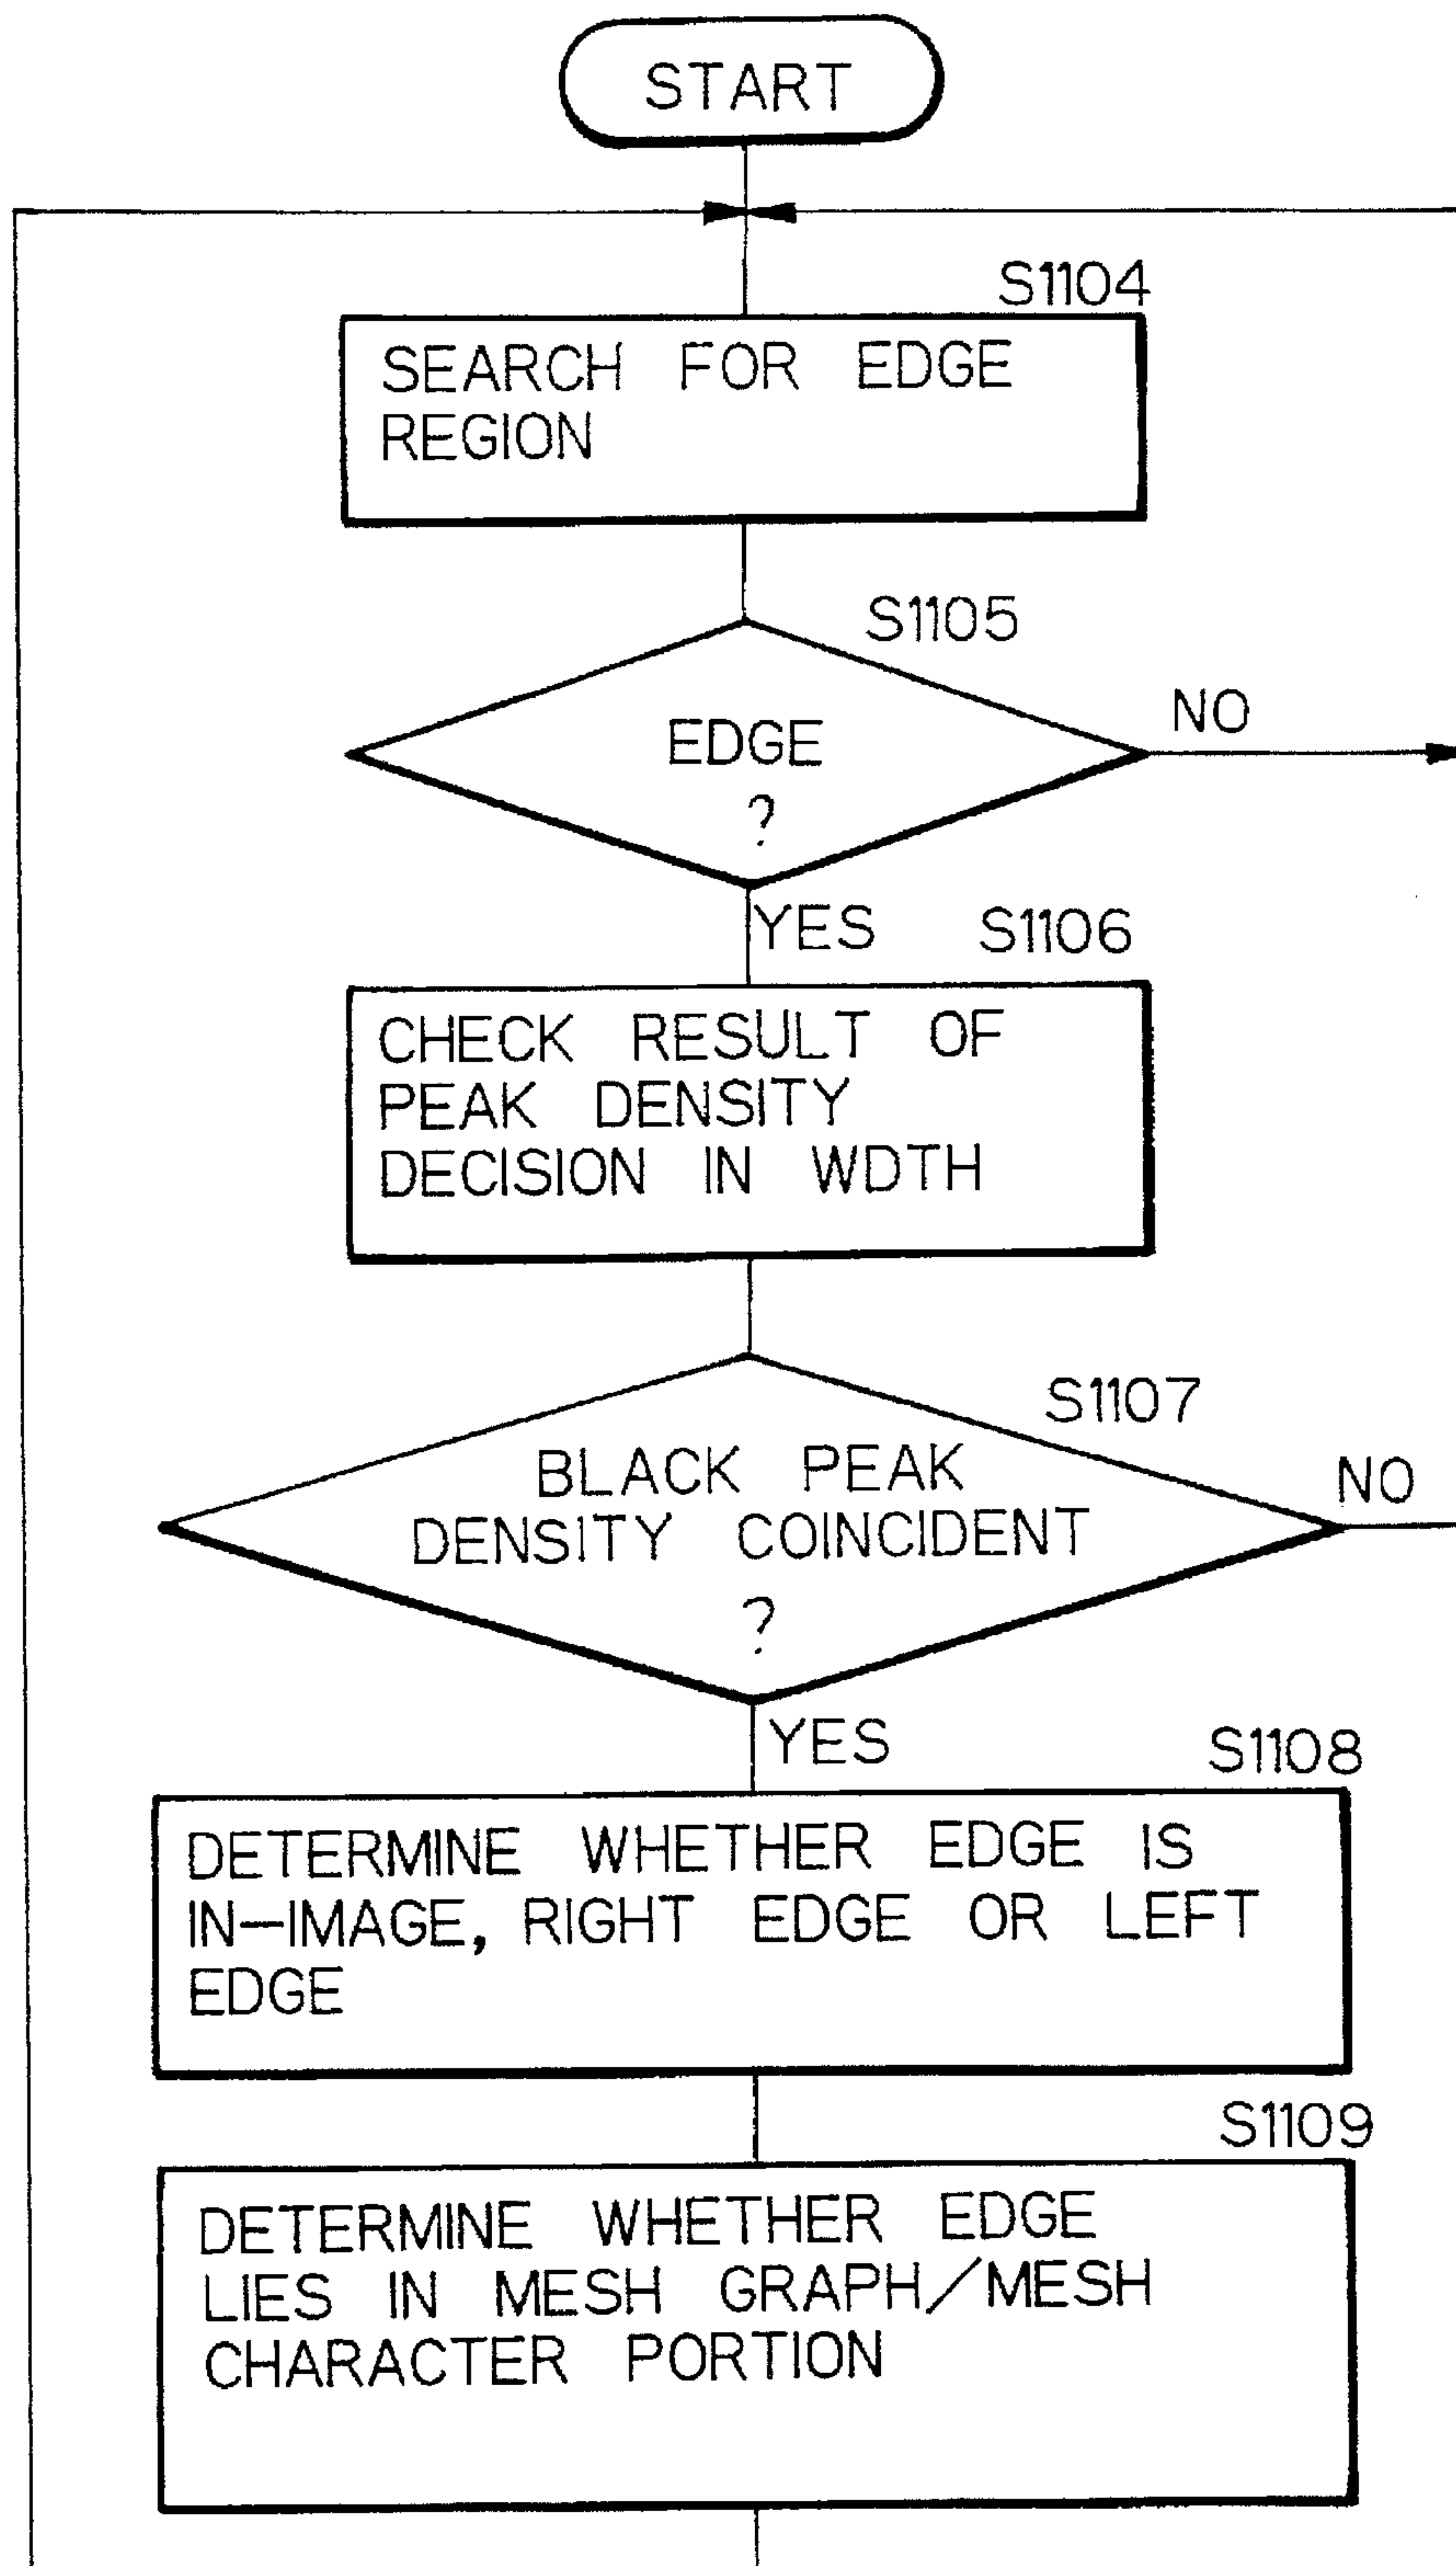 START
S1104
SEARCH FOR EDGE
REGION
S1105
EDGE
?
NO
YES
S1106
CHECK RESULT OF
PEAK DENSITY
DECISION IN WDTH
S1107
BLACK PEAK
DENSITY COINCIDENT
?
NO
YES
S1108
DETERMINE WHETHER EDGE IS
IN-IMAGE, RIGHT EDGE OR LEFT
EDGE
S1109
DETERMINE WHETHER EDGE
LIES IN MESH GRAPH/MESH
CHARACTER PORTION